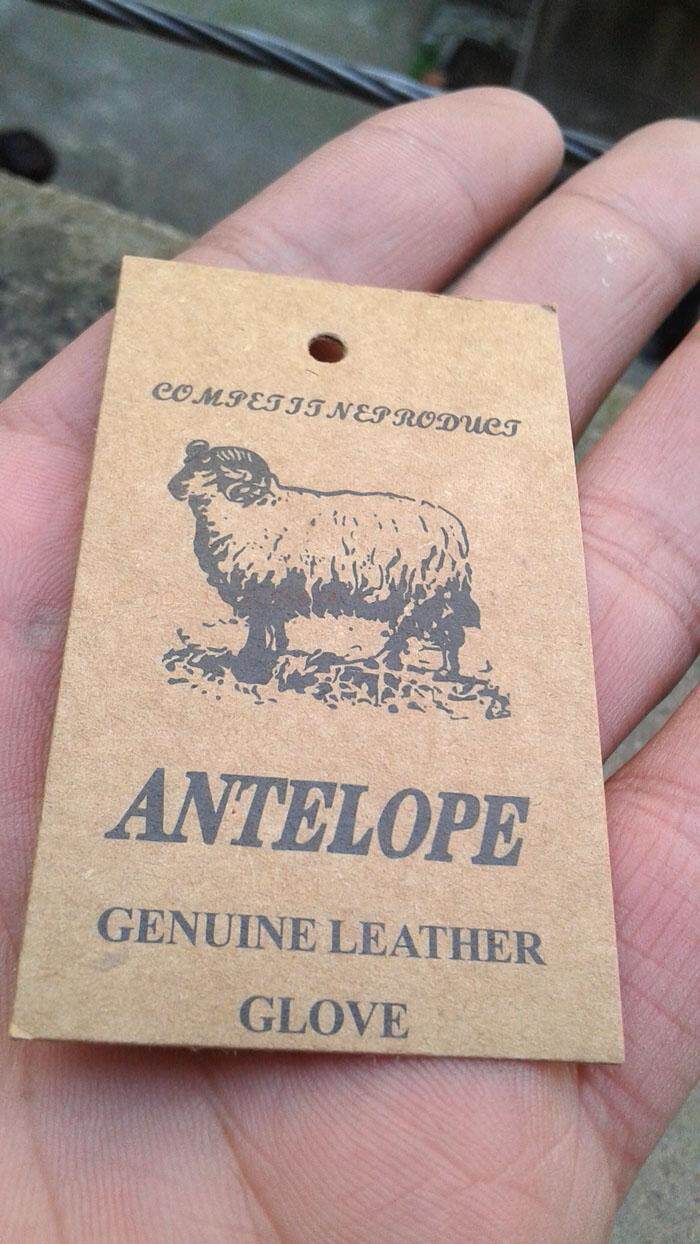 COMPETITNEPRODUCT
ANTELOPE
GENUINE LEATHER
GLOVE